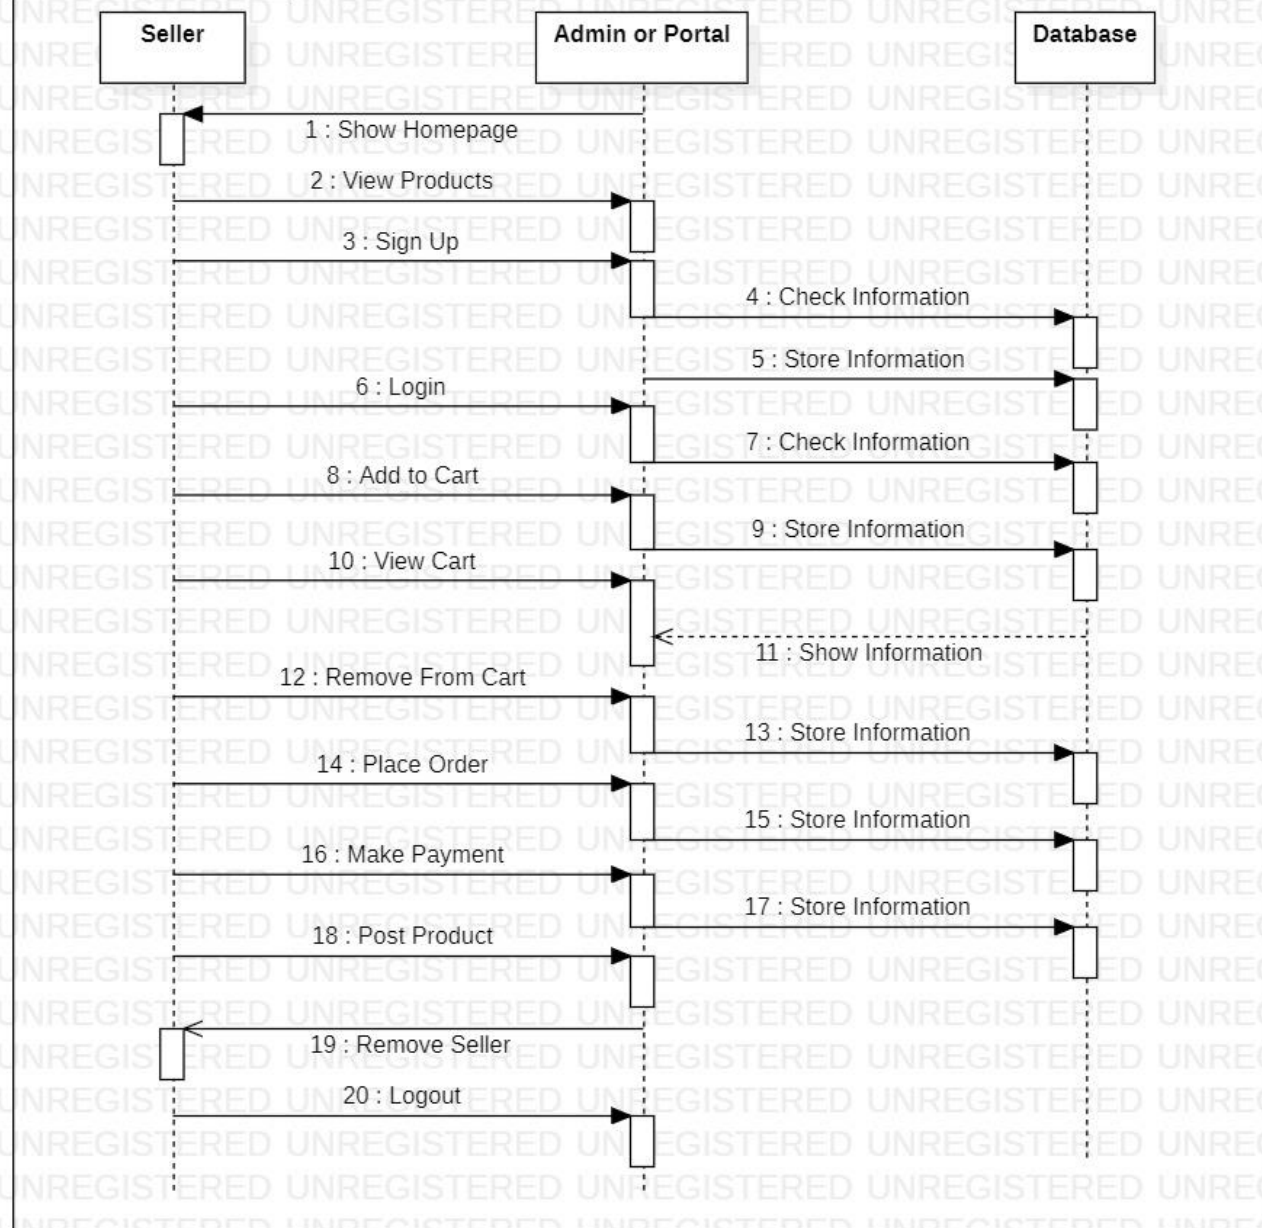 Seller
Admin or Portal
Database
1 : Show Homepage
2 : View Products
3 : Sign Up
4 : Check Information
5 : Store Information
6 : Login
7 : Check Information
8 : Add to Cart
9 : Store Information
10 : View Cart
11 : Show Information
12 : Remove From Cart
13 : Store Information
14 : Place Order
15 : Store Information
16 : Make Payment
17 : Store Information
18 : Post Product
19 : Remove Seller
20 : Logout
UNREGISTERED